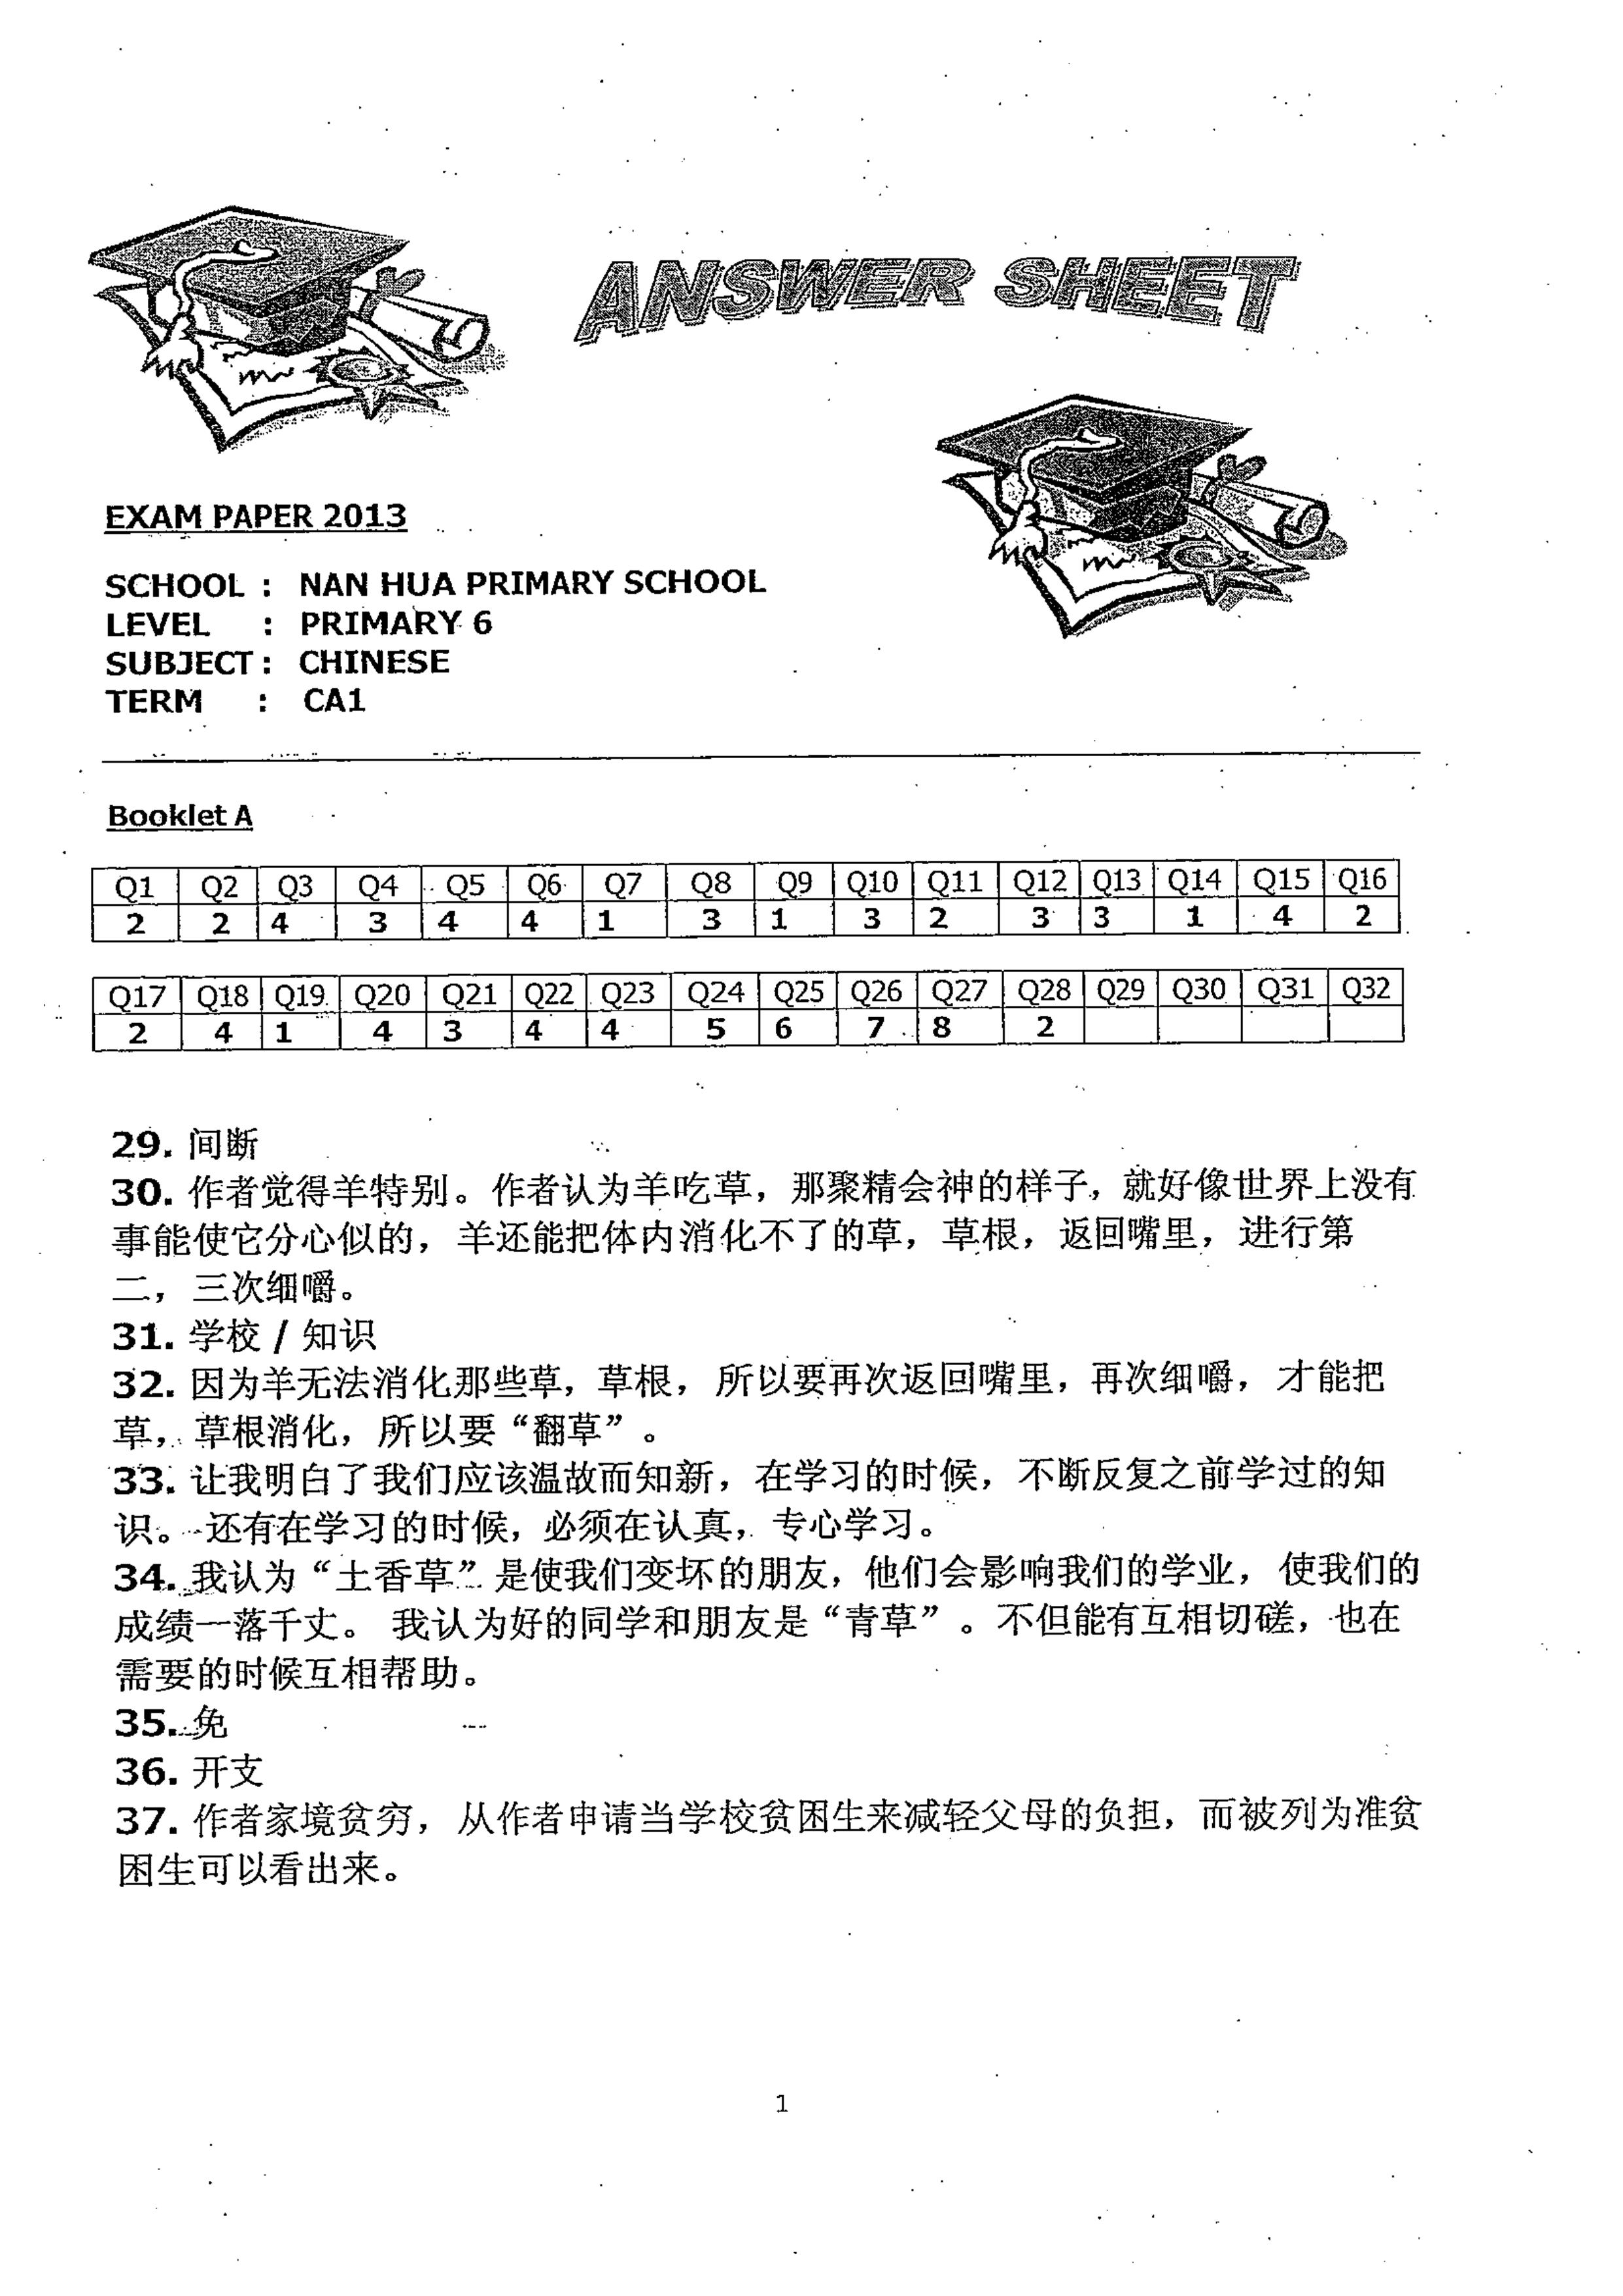 ANSWER SHEET
EXAM PAPER 2013
SCHOOL : NAN HUA PRIMARY SCHOOL
LEVEL : PRIMARY 6
SUBJECT : CHINESE
TERM : CA1
Booklet A
Q1 Q2 Q3 Q4 Q5 Q6 Q7 Q8 Q9 Q10 Q11 Q12 Q13 Q14 Q15 Q16
2 2 4 3 4 4 1 3 1 3 2 3 3 1 4 2
Q17 Q18 Q19 Q20 Q21 Q22 Q23 Q24 Q25 Q26 Q27 Q28 Q29 Q30 Q31 Q32
2 4 1 4 3 4 4 5 6 7 8 2
29. 间断
30. 作者觉得羊特别。作者认为羊吃草，那聚精会神的样子，就好像世界上没有
事能使它分心似的，羊还能把体内消化不了的草，草根，返回嘴里，进行第
二，三次细嚼。
31. 学校 / 知识
32. 因为羊无法消化那些草，草根，所以要再次返回嘴里，再次细嚼，才能把
草，草根消化，所以要“翻草”。
33. 让我明白了我们应该温故而知新，在学习的时候，不断反复之前学过的知
识。还有在学习的时候，必须在认真，专心学习。
34. 我认为“土香草”是使我们变坏的朋友，他们会影响我们的学业，使我们的
成绩一落千丈。 我认为好的同学和朋友是“青草”。不但能有互相切磋，也在
需要的时候互相帮助。
35. 免
36. 开支
37. 作者家境贫穷，从作者申请当学校贫困生来减轻父母的负担，而被列为准贫
困生可以看出来。
1